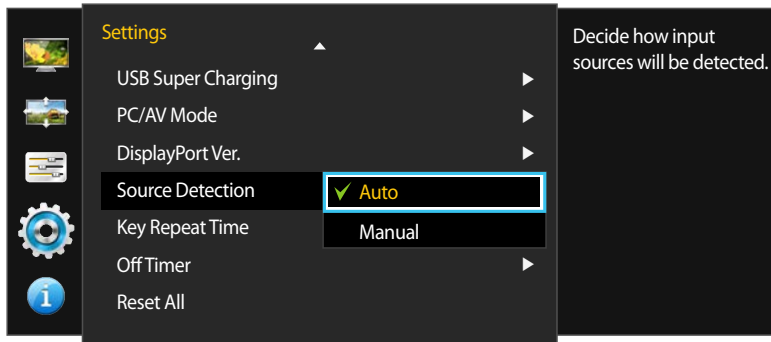 Settings
USB Super Charging
PC/AV Mode
DisplayPort Ver.
Source Detection
Auto
Key Repeat Time
Manual
Off Timer
Reset All
Decide how input
sources will be detected.